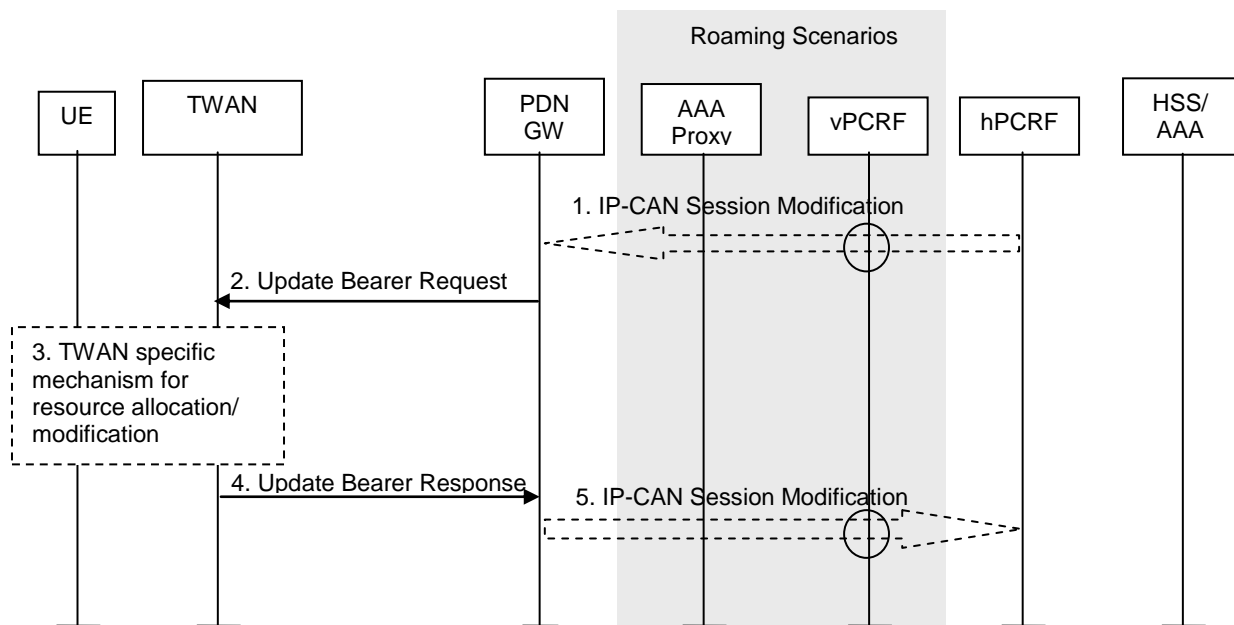 Roaming Scenarios
UE
TWAN
PDN
GW
AAA
Proxy
vPCRF
hPCRF
HSS/
AAA
1. IP-CAN Session Modification
2. Update Bearer Request
3. TWAN specific
mechanism for
resource allocation/
modification
4. Update Bearer Response
5. IP-CAN Session Modification